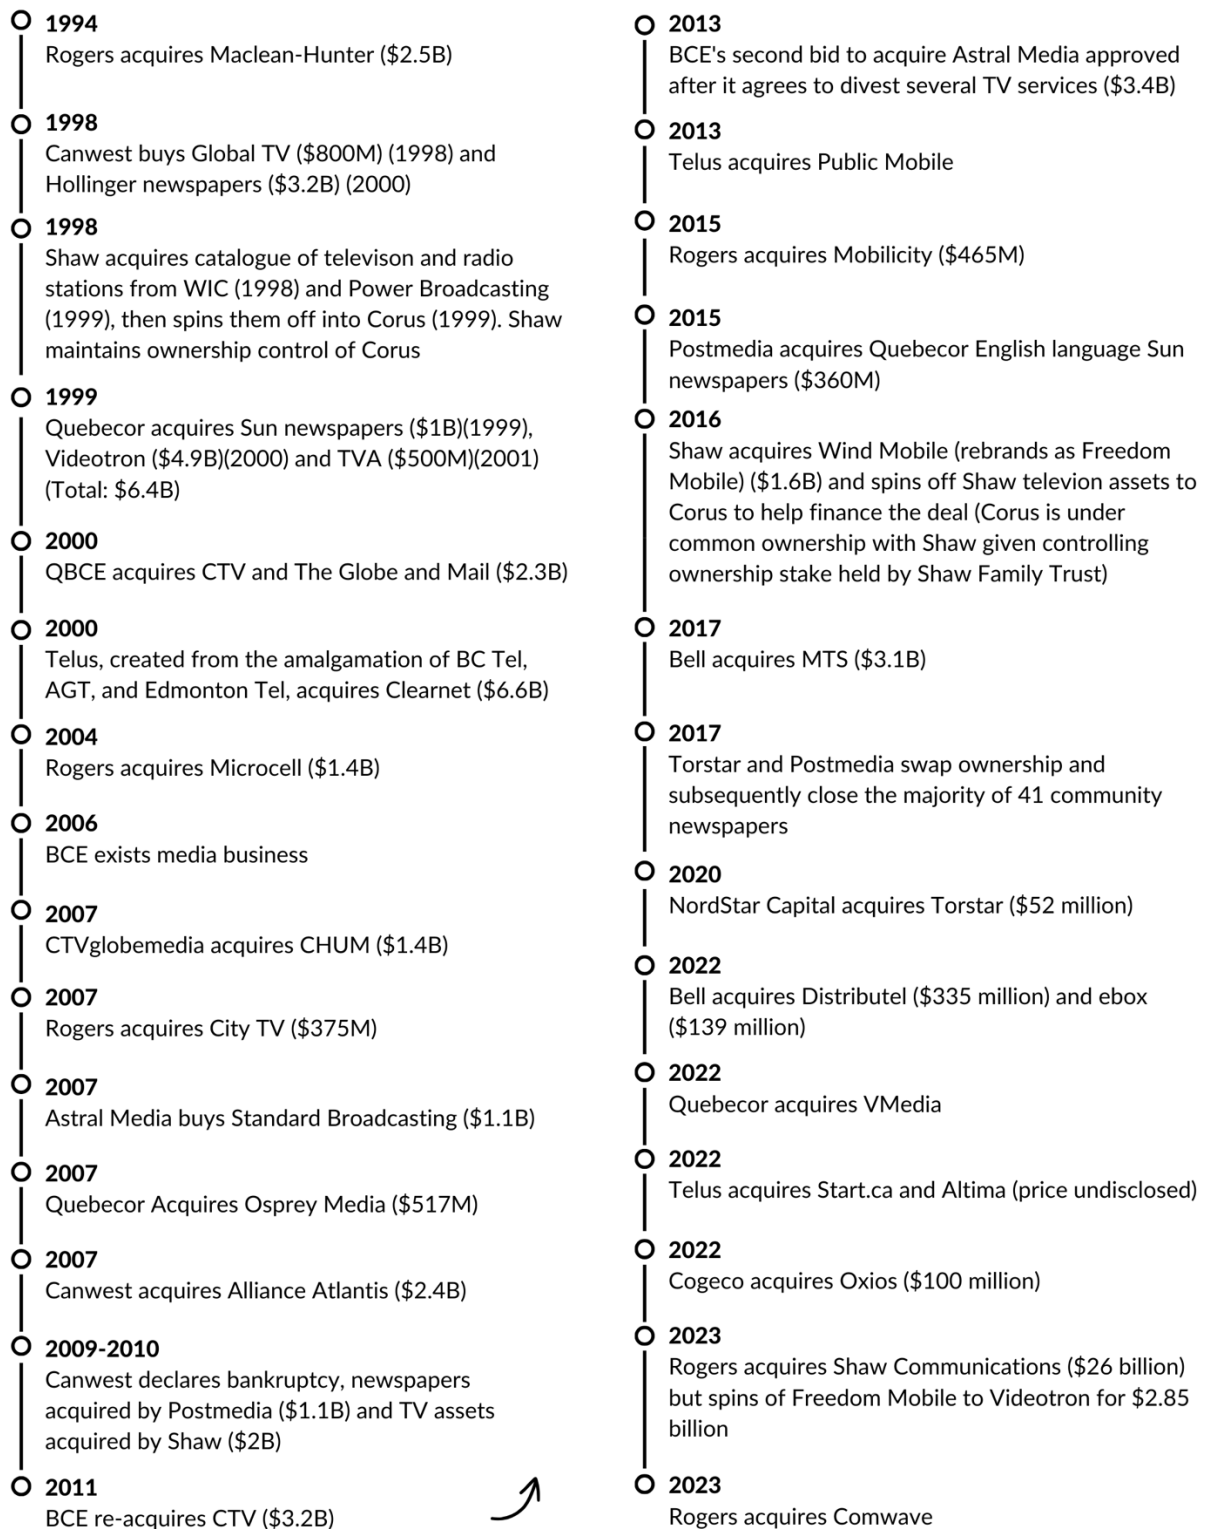 1994
Rogers acquires Maclean-Hunter ($2.5B)
1998
Canwest buys Global TV ($800M) (1998) and
Hollinger newspapers ($3.2B) (2000)
1998
Shaw acquires catalogue of televison and radio
stations from WIC (1998) and Power Broadcasting
(1999), then spins them off into Corus (1999). Shaw
maintains ownership control of Corus
1999
Quebecor acquires Sun newspapers ($1B)(1999),
Videotron ($4.9B)(2000) and TVA ($500M)(2001)
(Total: $6.4B)
2000
QBCE acquires CTV and The Globe and Mail ($2.3B)
2000
Telus, created from the amalgamation of BC Tel,
AGT, and Edmonton Tel, acquires Clearnet ($6.6B)
2004
Rogers acquires Microcell ($1.4B)
2006
BCE exists media business
2007
CTVglobemedia acquires CHUM ($1.4B)
2007
Rogers acquires City TV ($375M)
2007
Astral Media buys Standard Broadcasting ($1.1B)
2007
Quebecor Acquires Osprey Media ($517M)
2007
Canwest acquires Alliance Atlantis ($2.4B)
2009-2010
Canwest declares bankruptcy, newspapers
acquired by Postmedia ($1.1B) and TV assets
acquired by Shaw ($2B)
2011
BCE re-acquires CTV ($3.2B)
2013
BCE's second bid to acquire Astral Media approved
after it agrees to divest several TV services ($3.4B)
2013
Telus acquires Public Mobile
2015
Rogers acquires Mobilicity ($465M)
2015
Postmedia acquires Quebecor English language Sun
newspapers ($360M)
2016
Shaw acquires Wind Mobile (rebrands as Freedom
Mobile) ($1.6B) and spins off Shaw televion assets to
Corus to help finance the deal (Corus is under
common ownership with Shaw given controlling
ownership stake held by Shaw Family Trust)
2017
Bell acquires MTS ($3.1B)
2017
Torstar and Postmedia swap ownership and
subsequently close the majority of 41 community
newspapers
2020
NordStar Capital acquires Torstar ($52 million)
2022
Bell acquires Distributel ($335 million) and ebox
($139 million)
2022
Quebecor acquires VMedia
2022
Telus acquires Start.ca and Altima (price undisclosed)
2022
Cogeco acquires Oxios ($100 million)
2023
Rogers acquires Shaw Communications ($26 billion)
but spins of Freedom Mobile to Videotron for $2.85
billion
2023
Rogers acquires Comwave